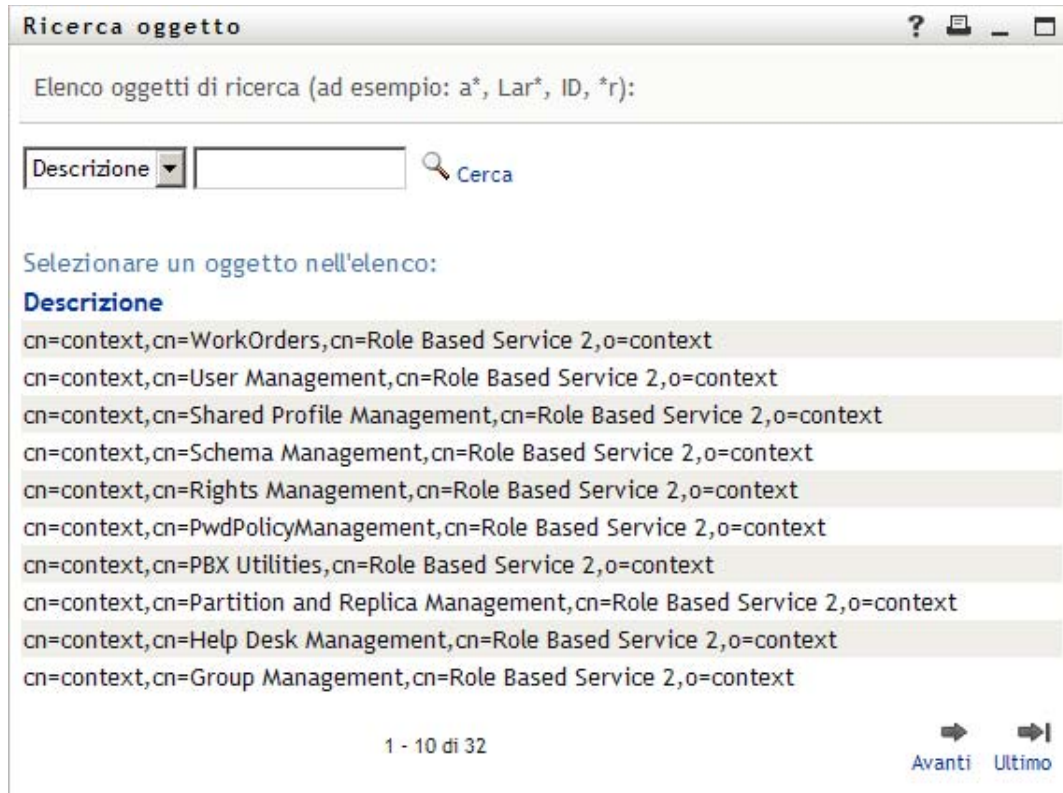 Ricerca oggetto ?
Elenco oggetti di ricerca (ad esempio: a*, Lar*, ID, *r):
Descrizione Cerca
Selezionare un oggetto nell'elenco:
Descrizione
cn=context,cn=WorkOrders,cn=Role Based Service 2,o=context
cn=context,cn=User Management,cn=Role Based Service 2,o=context
cn=context,cn=Shared Profile Management,cn=Role Based Service 2,o=context
cn=context,cn=Schema Management,cn=Role Based Service 2,o=context
cn=context,cn=Rights Management,cn=Role Based Service 2,o=context
cn=context,cn=PwdPolicyManagement,cn=Role Based Service 2,o=context
cn=context,cn=PBX Utilities,cn=Role Based Service 2,o=context
cn=context,cn=Partition and Replica Management,cn=Role Based Service 2,o=context
cn=context,cn=Help Desk Management,cn=Role Based Service 2,o=context
cn=context,cn=Group Management,cn=Role Based Service 2,o=context
1 - 10 di 32
Avanti Ultimo